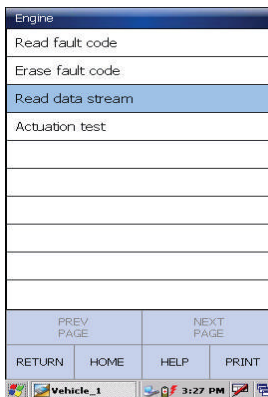 Engine
Read fault code
Erase fault code
Read data stream
Actuation test
PREV PAGE
NEXT PAGE
RETURN
HOME
HELP
PRINT
Vehicle_1
3:27 PM